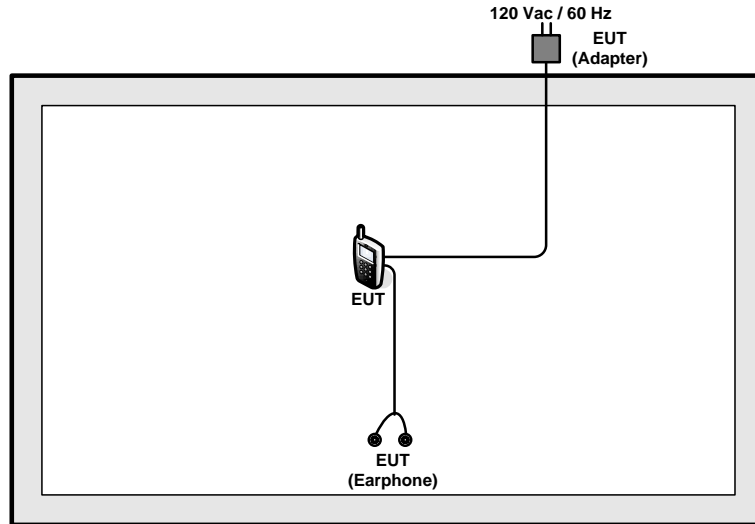 120 Vac / 60 Hz
EUT
(Adapter)
EUT
EUT
(Earphone)